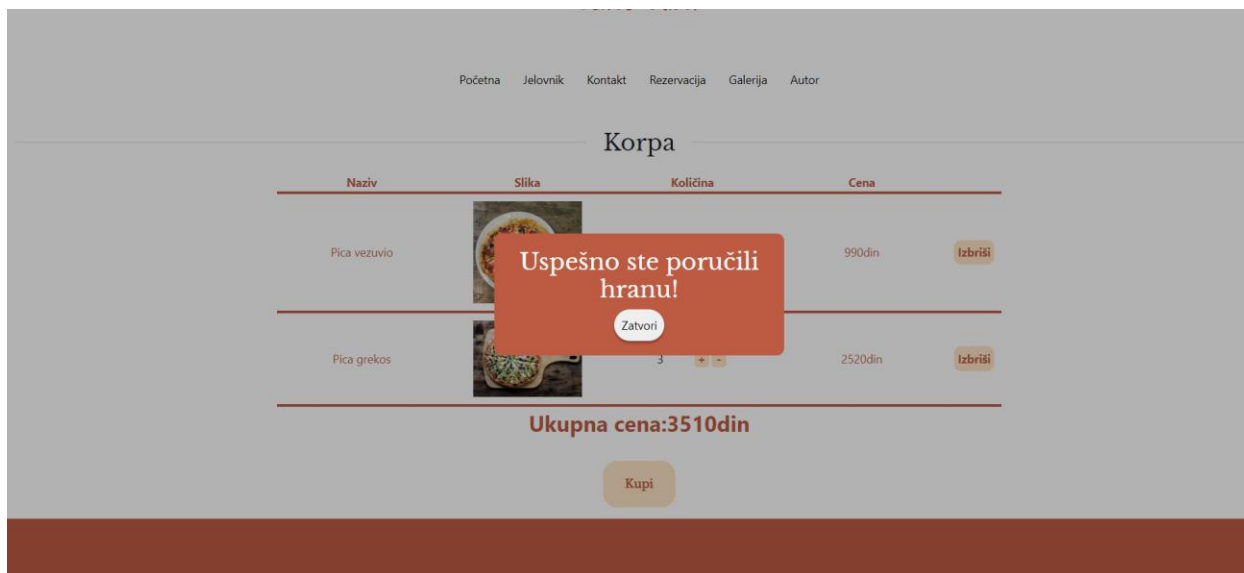 Početna Jelovnik Kontakt Rezervacija Galerija Autor
Korpa
Naziv Slika Količina Cena
Pica vezuvio 990din Izbriši
Uspešno ste poručili
hranu!
Zatvori
Pica grekos 3 + - 2520din Izbriši
Ukupna cena:3510din
Kupi